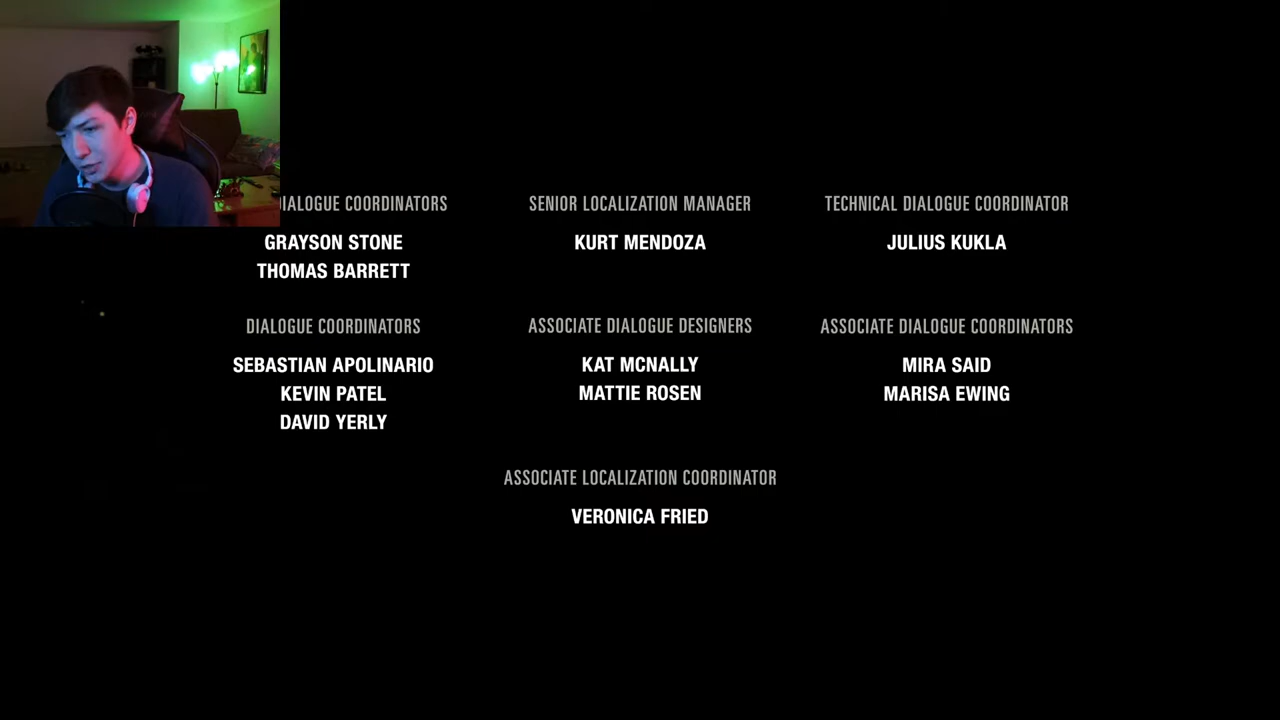 DIALOGUE COORDINATORS
GRAYSON STONE
THOMAS BARRETT
SENIOR LOCALIZATION MANAGER
KURT MENDOZA
TECHNICAL DIALOGUE COORDINATOR
JULIUS KUKLA
DIALOGUE COORDINATORS
SEBASTIAN APOLINARIO
KEVIN PATEL
DAVID YERLY
ASSOCIATE DIALOGUE DESIGNERS
KAT MCNALLY
MATTIE ROSEN
ASSOCIATE DIALOGUE COORDINATORS
MIRA SAID
MARISA EWING
ASSOCIATE LOCALIZATION COORDINATOR
VERONICA FRIED